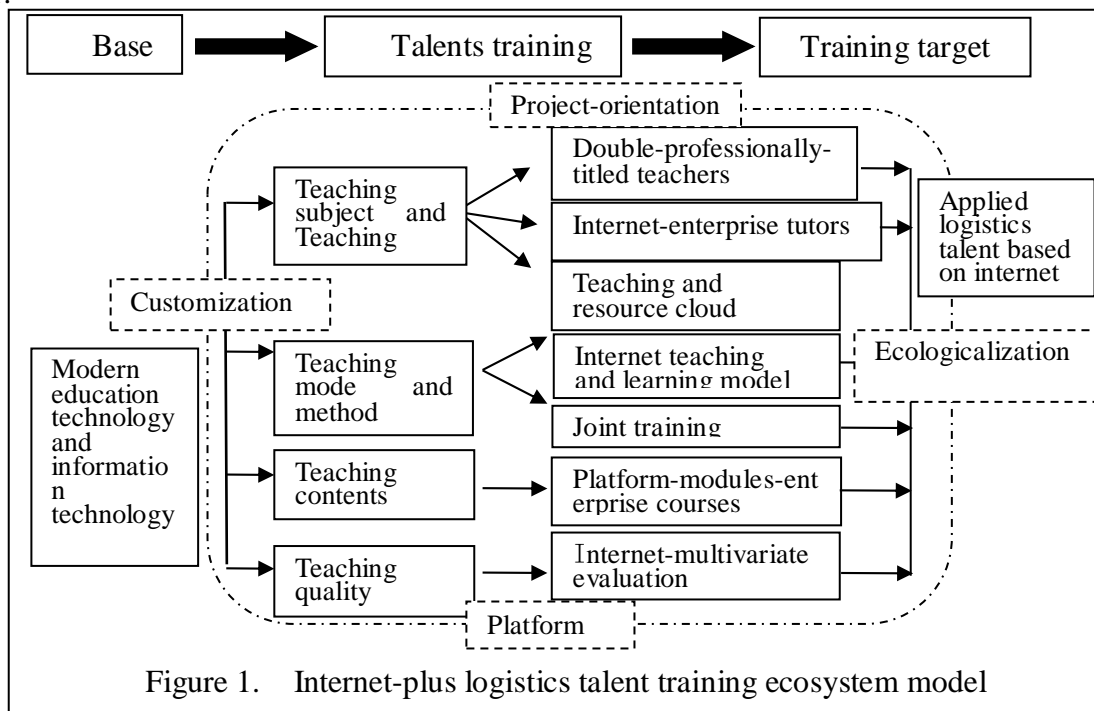 Base
Talents training
Training target
Project-orientation
Double-professionally-
titled teachers
Teaching
subject and
Teaching
Internet-enterprise tutors
Applied
logistics
talent based
on internet
Teaching and
resource cloud
Customization
Ecologicalization
Modern
education
technology
and
informatio
n
technology
Teaching
mode and
method
Internet teaching
and learning model
Joint training
Teaching
contents
Platform-modules-ent
erprise courses
Teaching
quality
Internet-multivariate
evaluation
Platform
Figure 1. Internet-plus logistics talent training ecosystem model